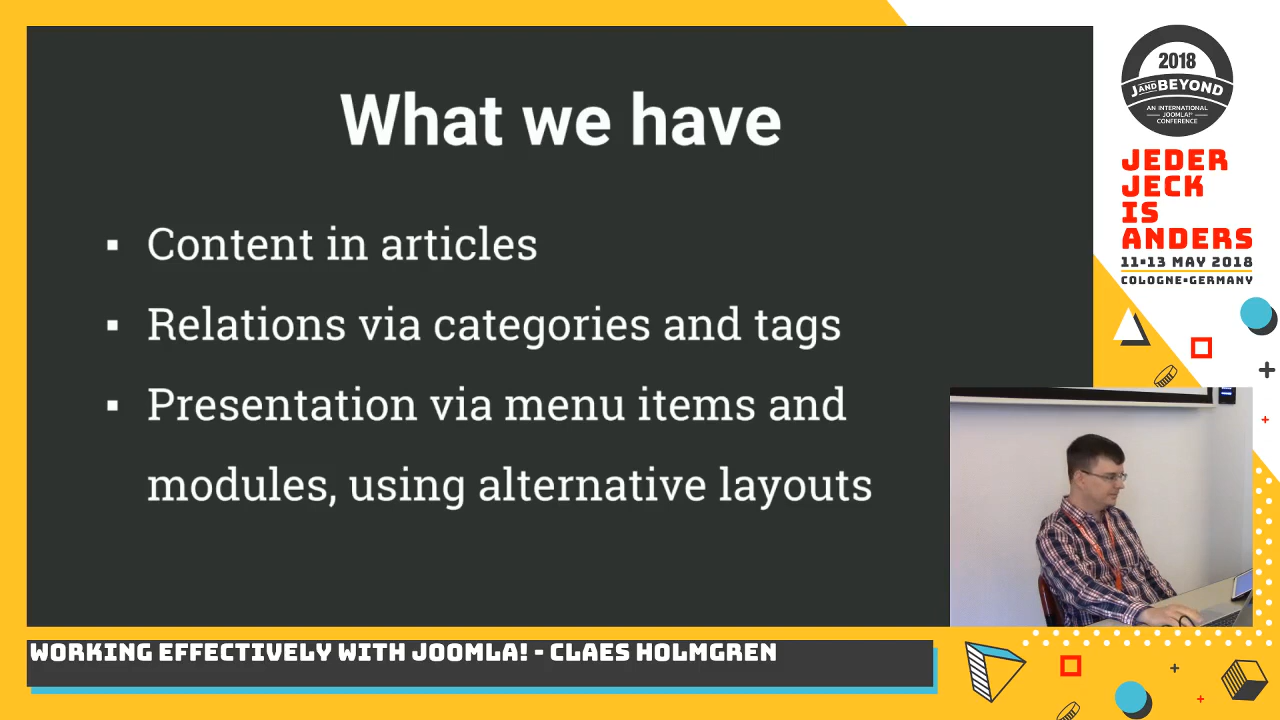 What we have
▪ Content in articles
▪ Relations via categories and tags
▪ Presentation via menu items and
modules, using alternative layouts
2018
J AND BEYOND
AN INTERNATIONAL
JOOMLA!®
CONFERENCE
JEDER
JECK
IS
ANDERS
11▪13 MAY 2018
COLOGNE▪GERMANY
WORKING EFFECTIVELY WITH JOOMLA! - CLAES HOLMGREN